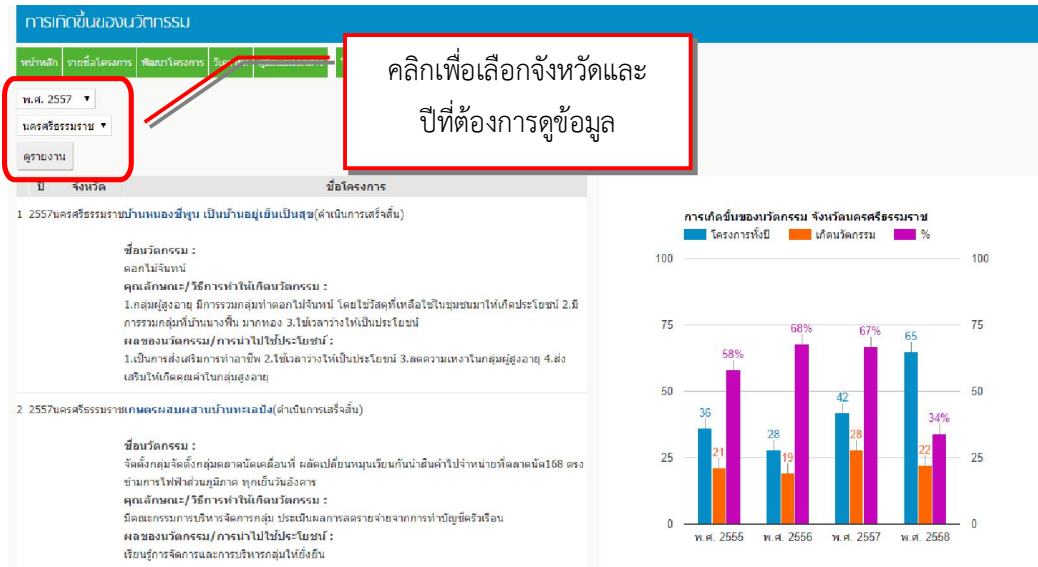 การเกิดขึ้นของนวัตกรรม
หน้าหลัก รายชื่อโครงการ พัฒนาโครงการ
คลิกเพื่อเลือกจังหวัดและ
ปีที่ต้องการดูข้อมูล
พ.ศ. 2557
นครศรีธรรมราช
ดูรายงาน
ปี จังหวัด ชื่อโครงการ
1 2557นครศรีธรรมราชบ้านหนองชีพูน เป็นบ้านอยู่เย็นเป็นสุข(ดำเนินการเสร็จสิ้น)
ชื่อนวัตกรรม :
ดอกไม้จันทน์
คุณลักษณะ/วิธีการทำให้เกิดนวัตกรรม :
1.กลุ่มผู้สูงอายุ มีการรวมกลุ่มทำดอกไม้จันทน์ โดยใช้วัสดุที่เหลือใช้ในชุมชนมาให้เกิดประโยชน์ 2.มี
การรวมกลุ่มที่บ้านนางฟื้น มากทอง 3.ใช้เวลาว่างให้เป็นประโยชน์
ผลของนวัตกรรม/การนำไปใช้ประโยชน์ :
1.เป็นการส่งเสริมการทำอาชีพ 2.ใช้เวลาว่างให้เป็นประโยชน์ 3.ลดความเหงาในกลุ่มผู้สูงอายุ 4.ส่ง
เสริมให้เกิดคุณค่าในกลุ่มสูงอายุ
2 2557นครศรีธรรมราชเกษตรผสมผสานบ้านทะเลปัง(ดำเนินการเสร็จสิ้น)
ชื่อนวัตกรรม :
จัดตั้งกลุ่มจัดตั้งกลุ่มตลาดนัดเคลื่อนที่ ผลัดเปลี่ยนหมุนเวียนกันนำสินค้าไปจำหน่ายที่ตลาดนัด168 ตรง
ข้ามการไฟฟ้าส่วนภูมิภาค ทุกเย็นวันอังคาร
คุณลักษณะ/วิธีการทำให้เกิดนวัตกรรม :
มีคณะกรรมการบริหารจัดการกลุ่ม ประเมินผลการลดรายจ่ายจากการทำบัญชีครัวเรือน
ผลของนวัตกรรม/การนำไปใช้ประโยชน์ :
เรียนรู้การจัดการและการบริหารกลุ่มให้ยั่งยืน
การเกิดขึ้นของนวัตกรรม จังหวัดนครศรีธรรมราช
โครงการทั้งปี เกิดนวัตกรรม %
100 100
75 75
50 50
25 25
0 0
36 21 58%
28 19 68%
42 28 67%
65 22 34%
พ.ศ. 2555 พ.ศ. 2556 พ.ศ. 2557 พ.ศ. 2558